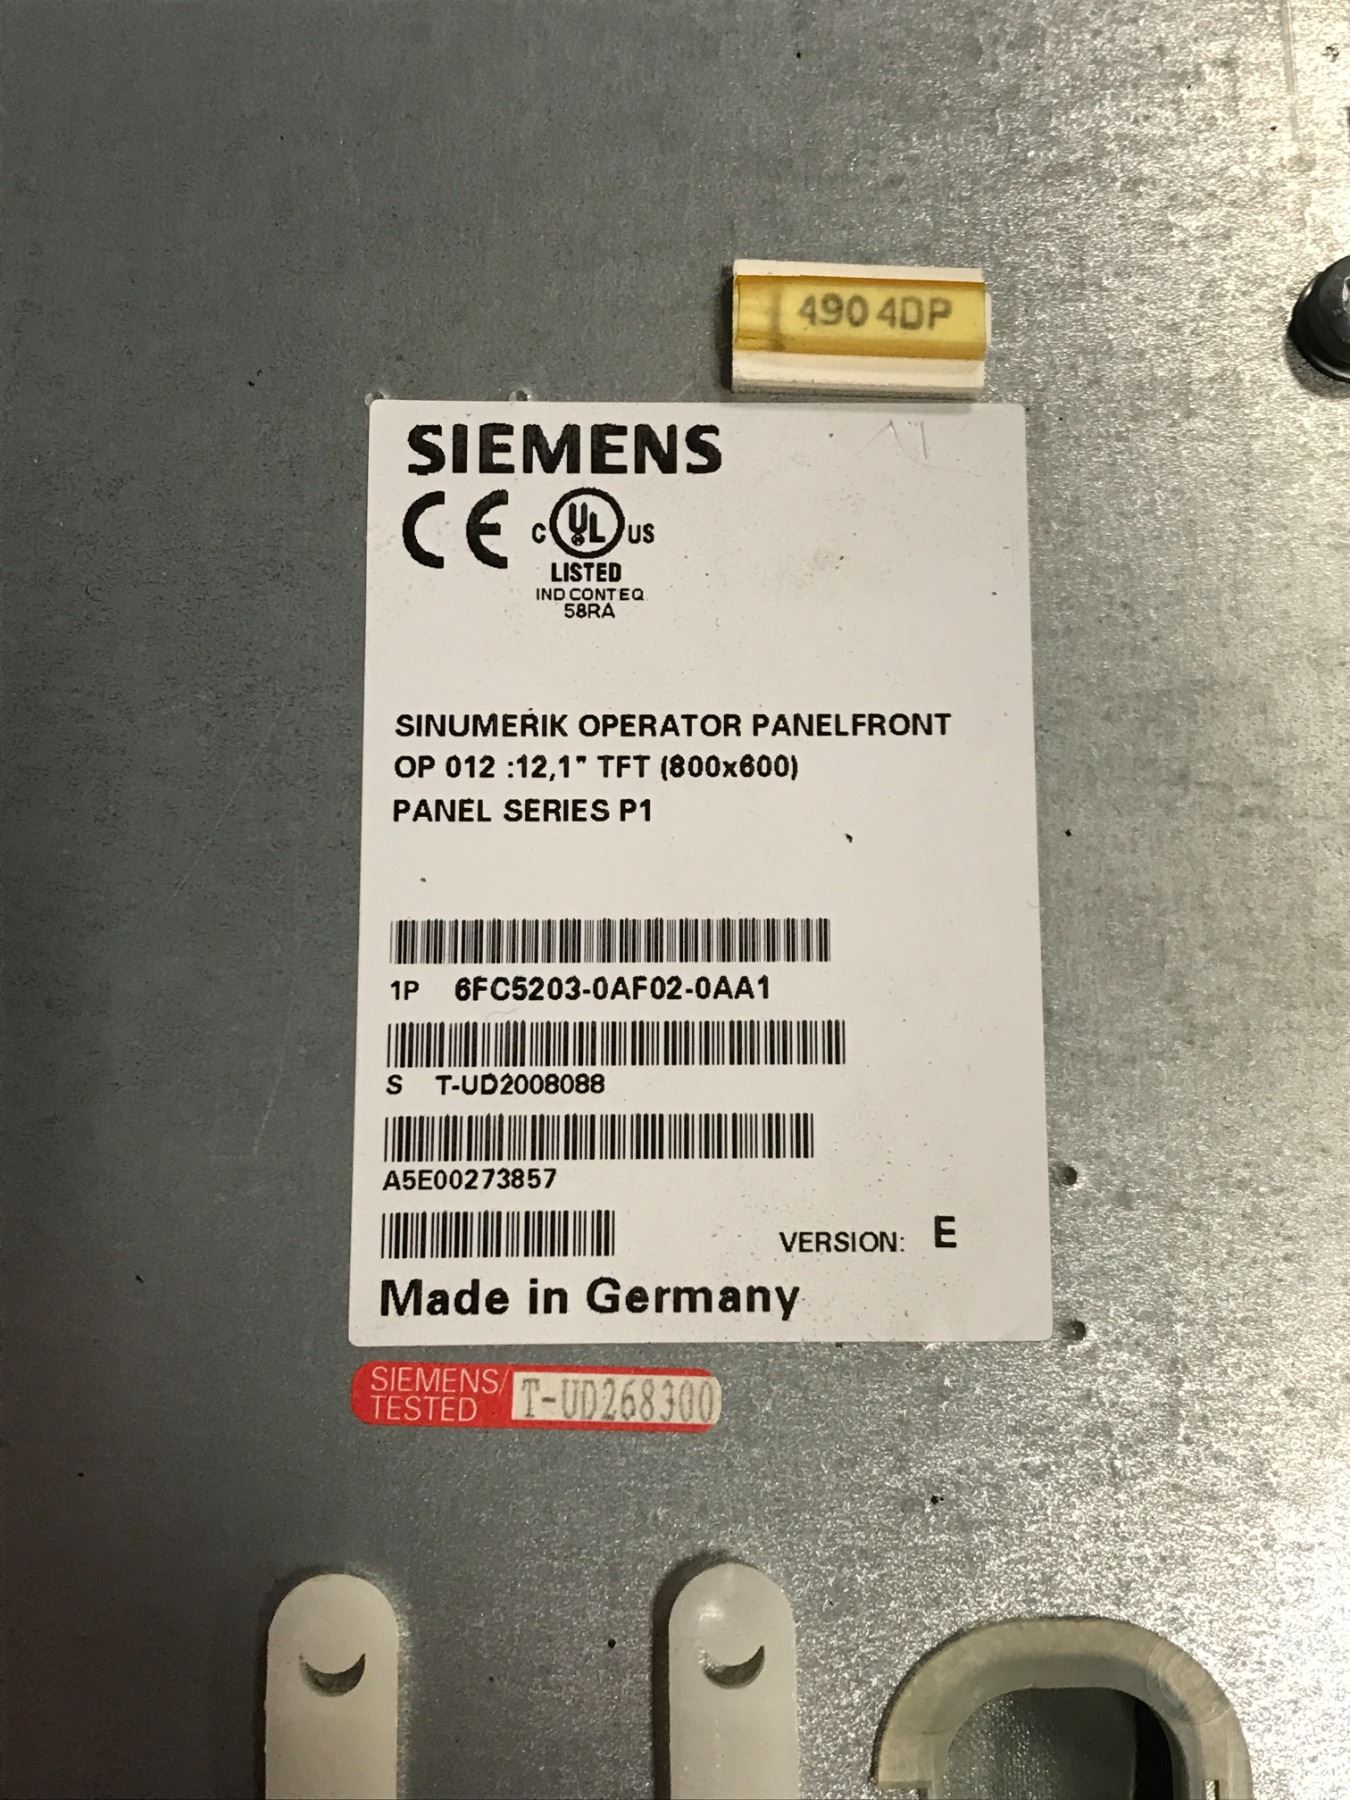 490 4DP
SIEMENS
CE C UL US
LISTED
IND CONT EQ
58RA
SINUMERIK OPERATOR PANELFRONT
OP 012 :12,1" TFT (800x600)
PANEL SERIES P1
1P 6FC5203-0AF02-0AA1
S T-UD2008088
A5E00273857
VERSION: E
Made in Germany
SIEMENS/
TESTED T-UD268300